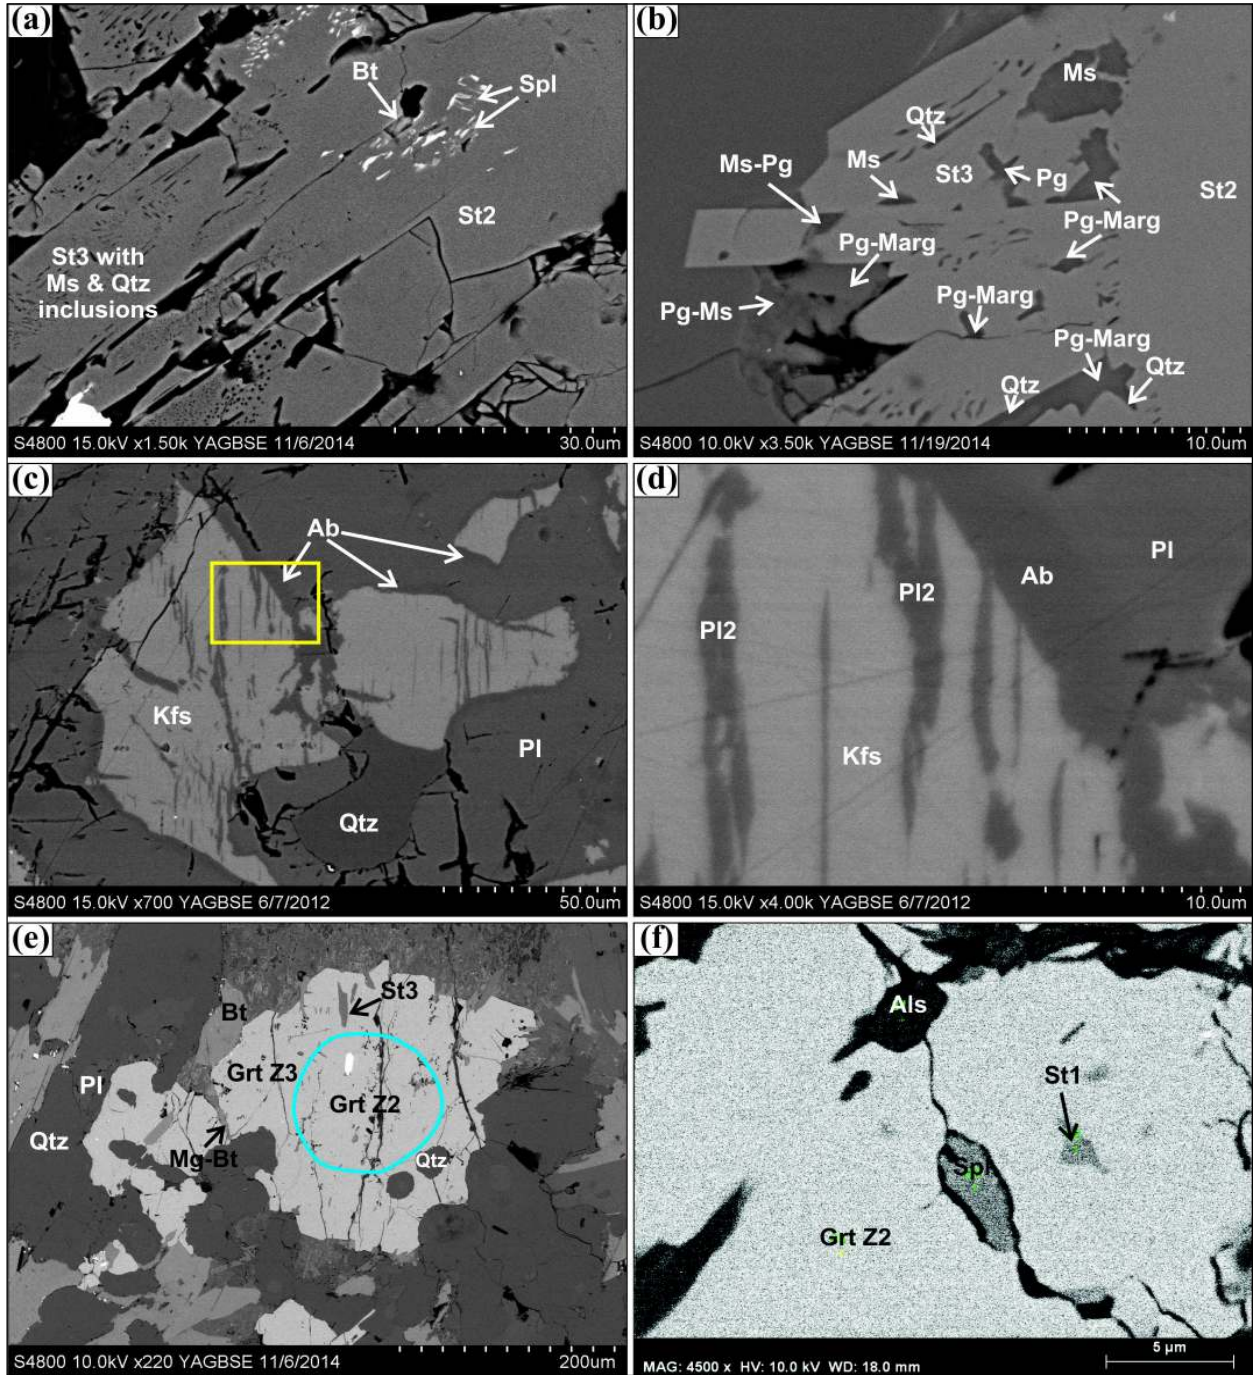 (a)
Bt
Spl
St2
St3 with
Ms & Qtz
inclusions
S4800 15.0kV x1.50k YAGBSE 11/6/2014
30.0um
(b)
Ms
Qtz
Ms-Pg
Ms
St3
Pg
St2
Pg-Marg
Pg-Marg
Pg-Marg
Pg-Ms
Pg-Marg
Pg-Marg
Qtz
Qtz
S4800 10.0kV x3.50k YAGBSE 11/19/2014
10.0um
(c)
Ab
Kfs
Pl
Qtz
S4800 15.0kV x700 YAGBSE 6/7/2012
50.0um
(d)
Pl
Ab
Pl2
Pl2
Kfs
S4800 15.0kV x4.00k YAGBSE 6/7/2012
10.0um
(e)
St3
Bt
Grt Z3
Pl
Grt Z2
Qtz
Mg-Bt
Qtz
S4800 10.0kV x220 YAGBSE 11/6/2014
200um
(f)
Als
St1
Spl
Grt Z2
MAG: 4500 x HV: 10.0 kV WD: 18.0 mm
5 µm